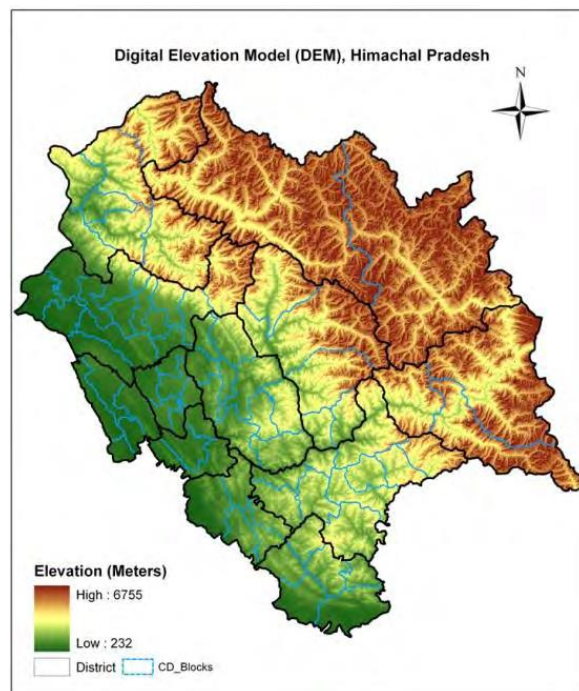 Digital Elevation Model (DEM), Himachal Pradesh
N
Elevation (Meters)
High : 6755
Low : 232
District
CD_Blocks